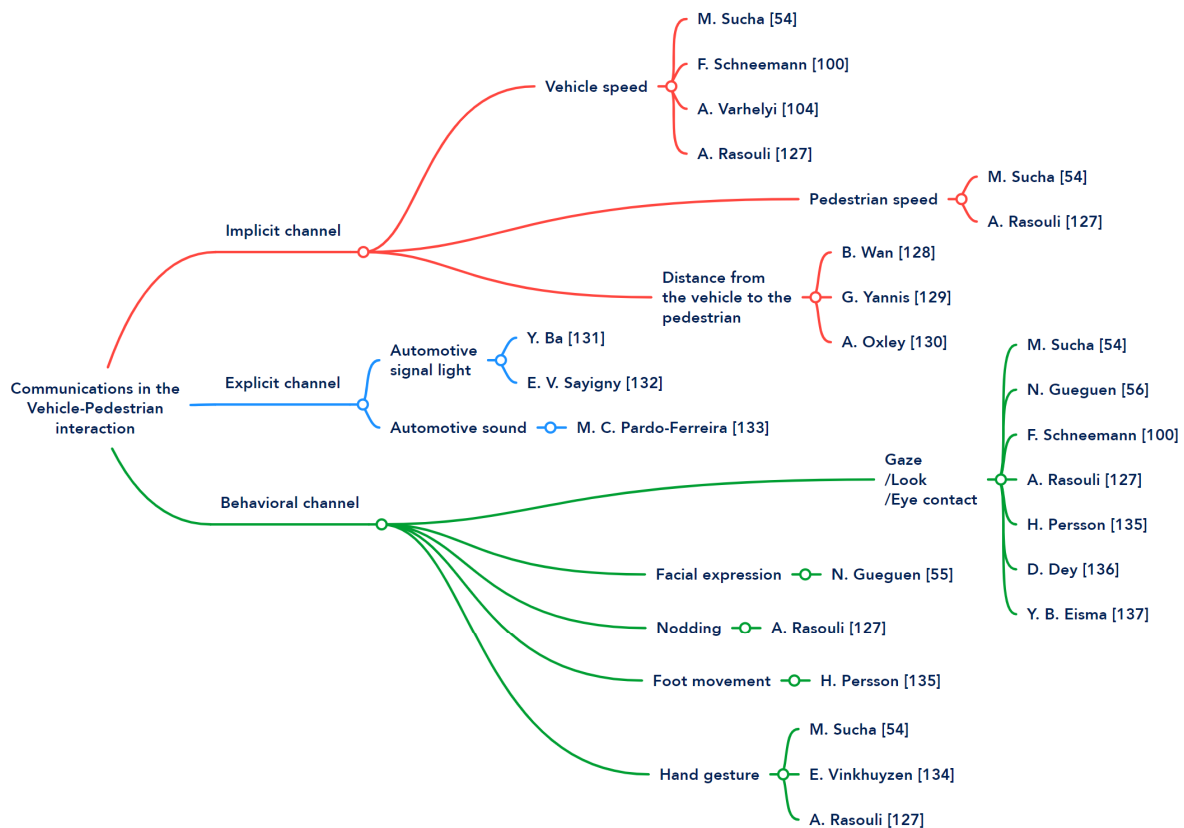 Communications in the
Vehicle-Pedestrian
interaction
Implicit channel
Vehicle speed
M. Sucha [54]
F. Schneemann [100]
A. Varhelyi [104]
A. Rasouli [127]
Pedestrian speed
M. Sucha [54]
A. Rasouli [127]
Distance from
the vehicle to the
pedestrian
B. Wan [128]
G. Yannis [129]
A. Oxley [130]
Explicit channel
Automotive
signal light
Y. Ba [131]
E. V. Sayigny [132]
Automotive sound
M. C. Pardo-Ferreira [133]
Behavioral channel
Gaze
/Look
/Eye contact
M. Sucha [54]
N. Gueguen [56]
F. Schneemann [100]
A. Rasouli [127]
H. Persson [135]
D. Dey [136]
Y. B. Eisma [137]
Facial expression
N. Gueguen [55]
Nodding
A. Rasouli [127]
Foot movement
H. Persson [135]
Hand gesture
M. Sucha [54]
E. Vinkhuyzen [134]
A. Rasouli [127]